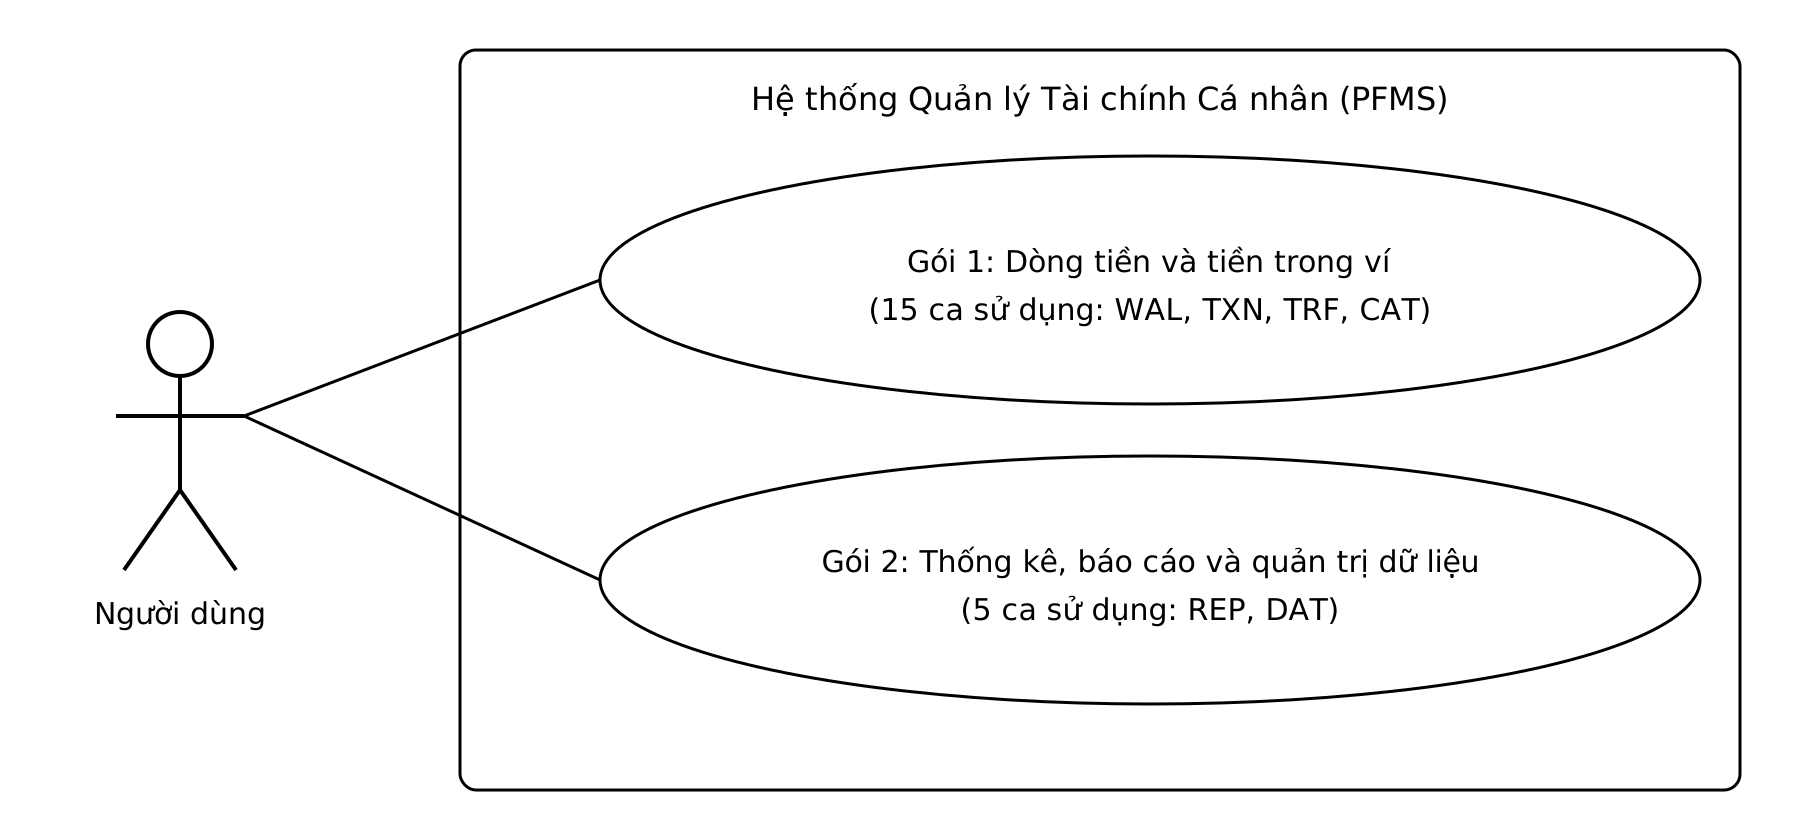 Hệ thống Quản lý Tài chính Cá nhân (PFMS)
Gói 1: Dòng tiền và tiền trong ví
(15 ca sử dụng: WAL, TXN, TRF, CAT)
Gói 2: Thống kê, báo cáo và quản trị dữ liệu
(5 ca sử dụng: REP, DAT)
Người dùng